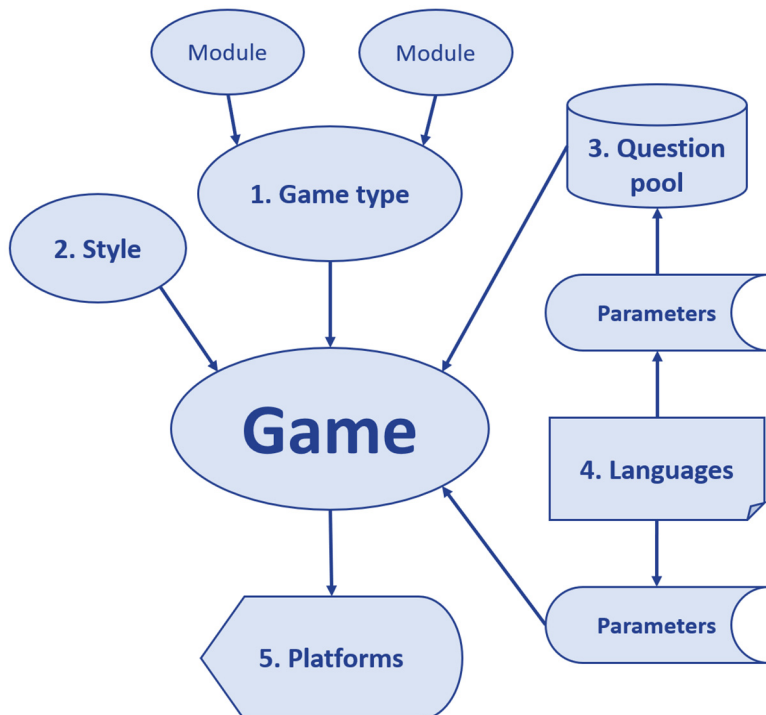 Module
Module
1. Game type
3. Question
pool
2. Style
Parameters
Game
4. Languages
5. Platforms
Parameters